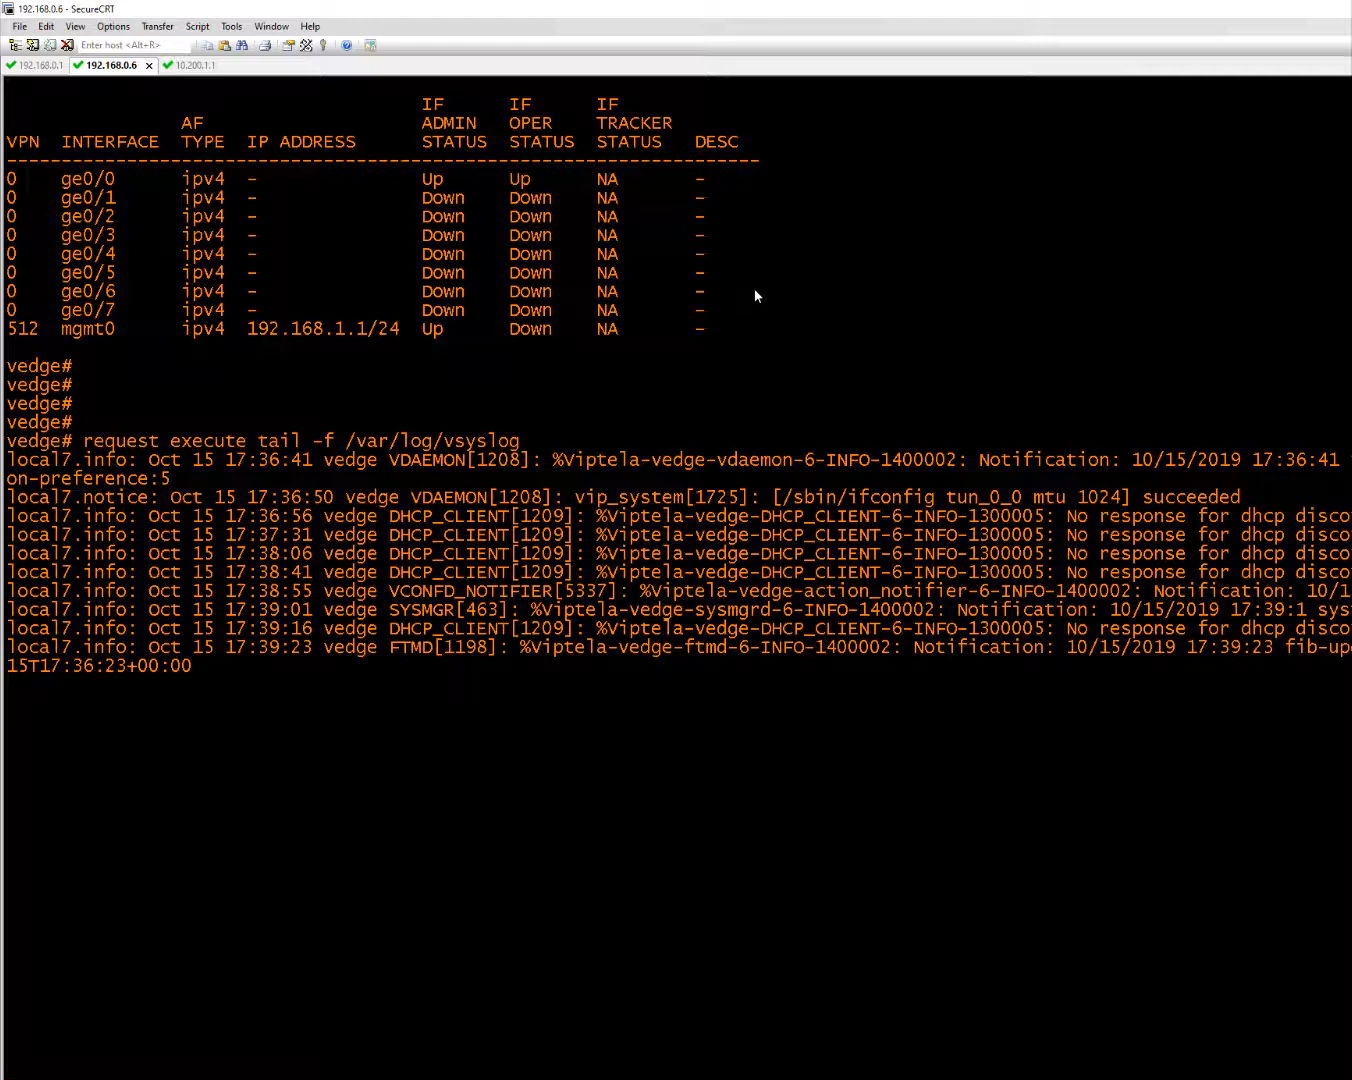 192.168.0.6 - SecureCRT
File Edit View Options Transfer Script Tools Window Help
Enter host <Alt+R>
192.168.0.1 192.168.0.6 × 10.200.1.1
IF IF IF
AF ADMIN OPER TRACKER
VPN INTERFACE TYPE IP ADDRESS STATUS STATUS STATUS DESC
--------------------------------------------------------------------
0 ge0/0 ipv4 - Up Up NA -
0 ge0/1 ipv4 - Down Down NA -
0 ge0/2 ipv4 - Down Down NA -
0 ge0/3 ipv4 - Down Down NA -
0 ge0/4 ipv4 - Down Down NA -
0 ge0/5 ipv4 - Down Down NA -
0 ge0/6 ipv4 - Down Down NA -
0 ge0/7 ipv4 - Down Down NA -
512 mgmt0 ipv4 192.168.1.1/24 Up Down NA -
vedge#
vedge#
vedge#
vedge#
vedge# request execute tail -f /var/log/vsyslog
local7.info: Oct 15 17:36:41 vedge VDAEMON[1208]: %Viptela-vedge-vdaemon-6-INFO-1400002: Notification: 10/15/2019 17:36:41
on-preference:5
local7.notice: Oct 15 17:36:50 vedge VDAEMON[1208]: vip_system[1725]: [/sbin/ifconfig tun_0_0 mtu 1024] succeeded
local7.info: Oct 15 17:36:56 vedge DHCP_CLIENT[1209]: %Viptela-vedge-DHCP_CLIENT-6-INFO-1300005: No response for dhcp disco
local7.info: Oct 15 17:37:31 vedge DHCP_CLIENT[1209]: %Viptela-vedge-DHCP_CLIENT-6-INFO-1300005: No response for dhcp disco
local7.info: Oct 15 17:38:06 vedge DHCP_CLIENT[1209]: %Viptela-vedge-DHCP_CLIENT-6-INFO-1300005: No response for dhcp disco
local7.info: Oct 15 17:38:41 vedge DHCP_CLIENT[1209]: %Viptela-vedge-DHCP_CLIENT-6-INFO-1300005: No response for dhcp disco
local7.info: Oct 15 17:38:55 vedge VCONFD_NOTIFIER[5337]: %Viptela-vedge-action_notifier-6-INFO-1400002: Notification: 10/1
local7.info: Oct 15 17:39:01 vedge SYSMGR[463]: %Viptela-vedge-sysmgrd-6-INFO-1400002: Notification: 10/15/2019 17:39:1 sys
local7.info: Oct 15 17:39:16 vedge DHCP_CLIENT[1209]: %Viptela-vedge-DHCP_CLIENT-6-INFO-1300005: No response for dhcp disco
local7.info: Oct 15 17:39:23 vedge FTMD[1198]: %Viptela-vedge-ftmd-6-INFO-1400002: Notification: 10/15/2019 17:39:23 fib-up
15T17:36:23+00:00